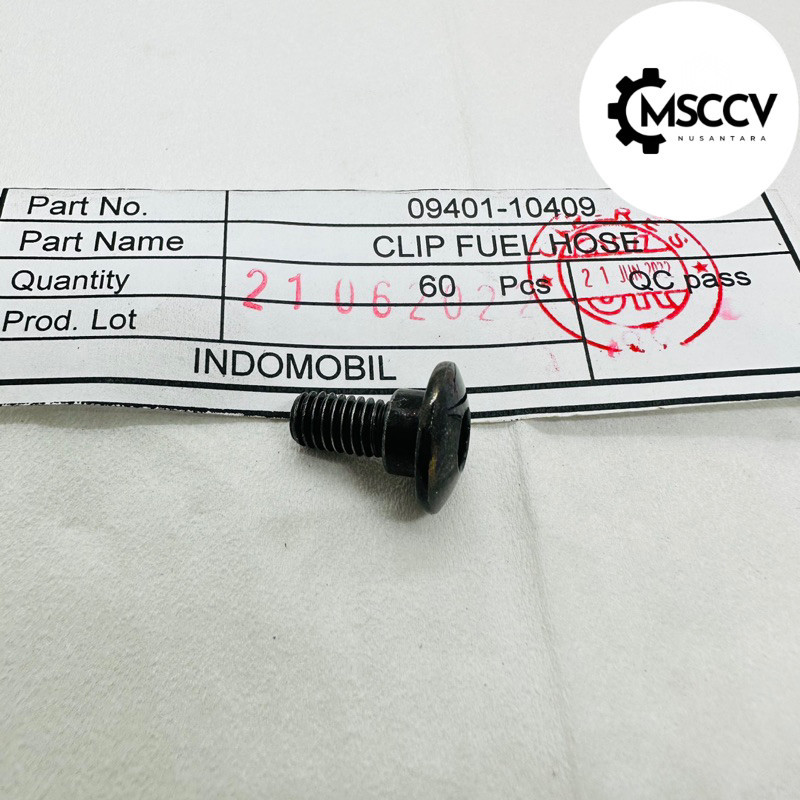 MSCCV
NUSANTARA
Part No. 09401-10409
Part Name CLIP FUEL HOSE
Quantity 60 Pcs QC pass
21062022
21 JUN 2022
Prod. Lot
INDOMOBIL